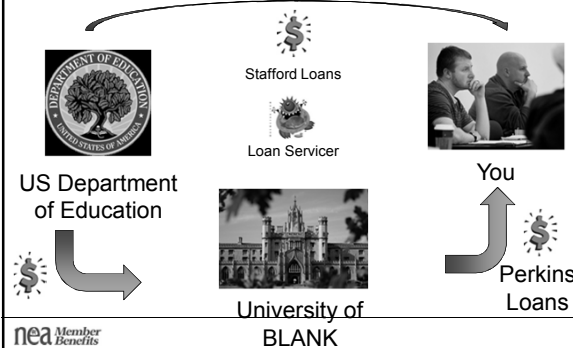 Stafford Loans
DEPARTMENT OF EDUCATION
UNITED STATES OF AMERICA
Loan Servicer
US Department
of Education
You
Perkins
Loans
University of
BLANK
nea Member
Benefits